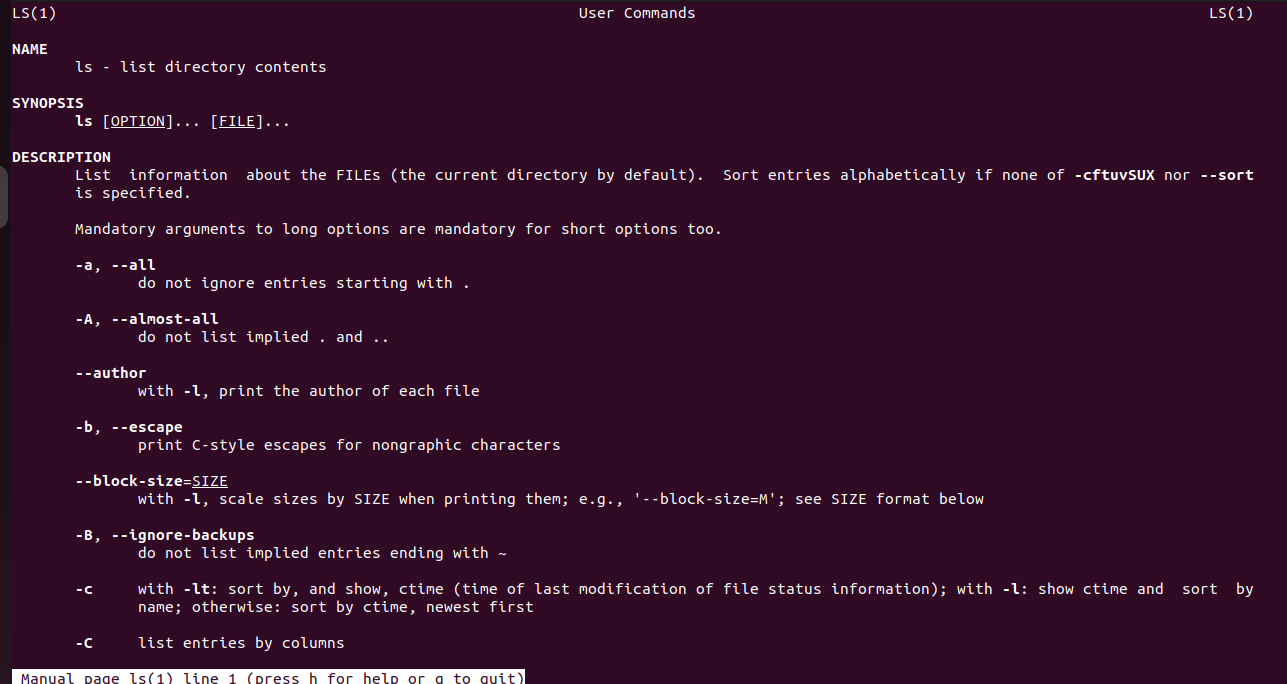 LS(1) User Commands LS(1)
NAME
ls - list directory contents
SYNOPSIS
ls [OPTION]... [FILE]...
DESCRIPTION
List information about the FILEs (the current directory by default). Sort entries alphabetically if none of -cftuvSUX nor --sort
is specified.
Mandatory arguments to long options are mandatory for short options too.
-a, --all
do not ignore entries starting with .
-A, --almost-all
do not list implied . and ..
--author
with -l, print the author of each file
-b, --escape
print C-style escapes for nongraphic characters
--block-size=SIZE
with -l, scale sizes by SIZE when printing them; e.g., '--block-size=M'; see SIZE format below
-B, --ignore-backups
do not list implied entries ending with ~
-c with -lt: sort by, and show, ctime (time of last modification of file status information); with -l: show ctime and sort by
name; otherwise: sort by ctime, newest first
-C list entries by columns
Manual page ls(1) line 1 (press h for help or q to quit)